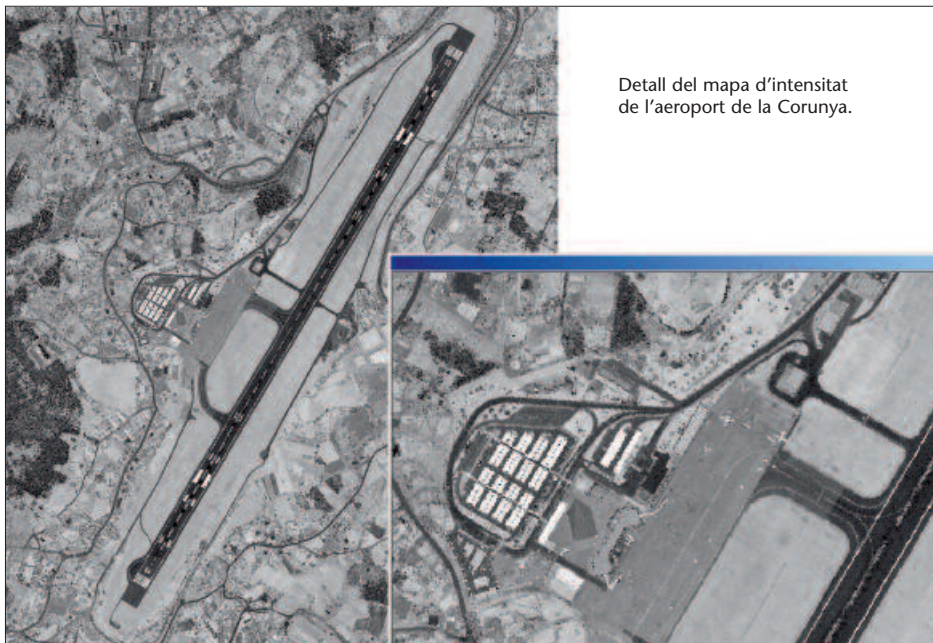 Detall del mapa d’intensitat
de l’aeroport de la Corunya.